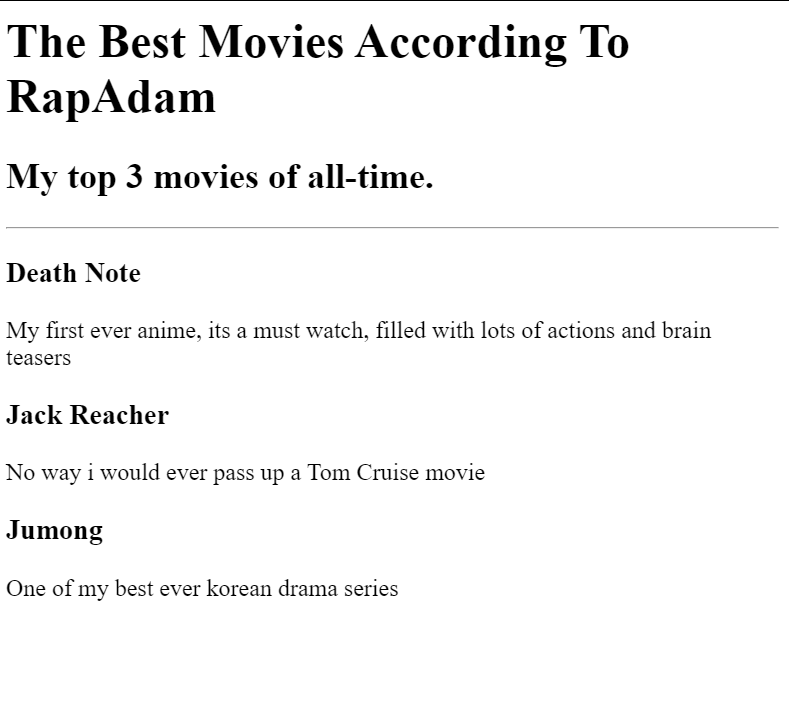 The Best Movies According To
RapAdam
My top 3 movies of all-time.
Death Note
My first ever anime, its a must watch, filled with lots of actions and brain
teasers
Jack Reacher
No way i would ever pass up a Tom Cruise movie
Jumong
One of my best ever korean drama series